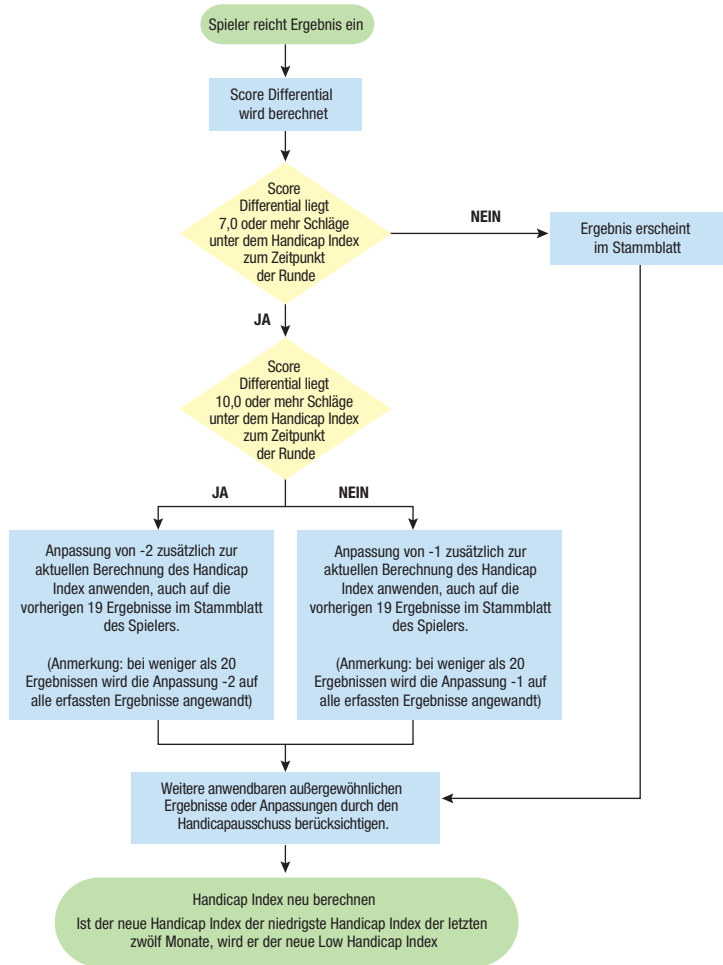 Spieler reicht Ergebnis ein
Score Differential
wird berechnet
Score
Differential liegt
7,0 oder mehr Schläge
unter dem Handicap Index
zum Zeitpunkt
der Runde
NEIN
Ergebnis erscheint
im Stammblatt
JA
Score
Differential liegt
10,0 oder mehr Schläge
unter dem Handicap Index
zum Zeitpunkt
der Runde
JA
NEIN
Anpassung von -2 zusätzlich zur
aktuellen Berechnung des Handicap
Index anwenden, auch auf die
vorherigen 19 Ergebnisse im Stammblatt
des Spielers.
(Anmerkung: bei weniger als 20
Ergebnissen wird die Anpassung -2 auf
alle erfassten Ergebnisse angewandt)
Anpassung von -1 zusätzlich zur
aktuellen Berechnung des Handicap
Index anwenden, auch auf die
vorherigen 19 Ergebnisse im Stammblatt
des Spielers.
(Anmerkung: bei weniger als 20
Ergebnissen wird die Anpassung -1 auf
alle erfassten Ergebnisse angewandt)
Weitere anwendbaren außergewöhnlichen
Ergebnisse oder Anpassungen durch den
Handicapausschuss berücksichtigen.
Handicap Index neu berechnen
Ist der neue Handicap Index der niedrigste Handicap Index der letzten
zwölf Monate, wird er der neue Low Handicap Index